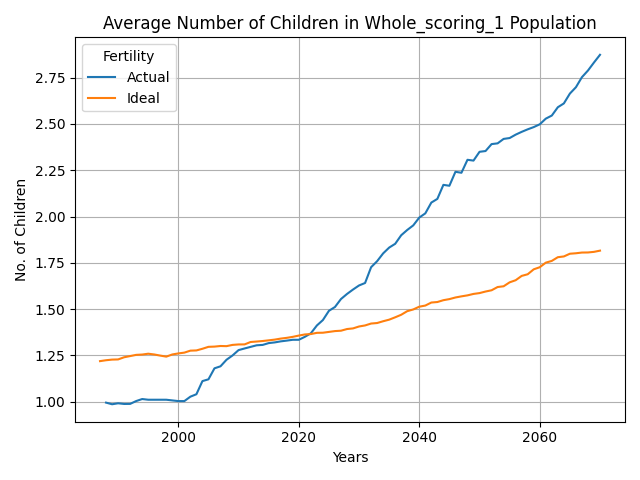 Average Number of Children in Whole_scoring_1 Population
Fertility
Actual
Ideal
No. of Children
2.75
2.50
2.25
2.00
1.75
1.50
1.25
1.00
2000
2020
2040
2060
Years